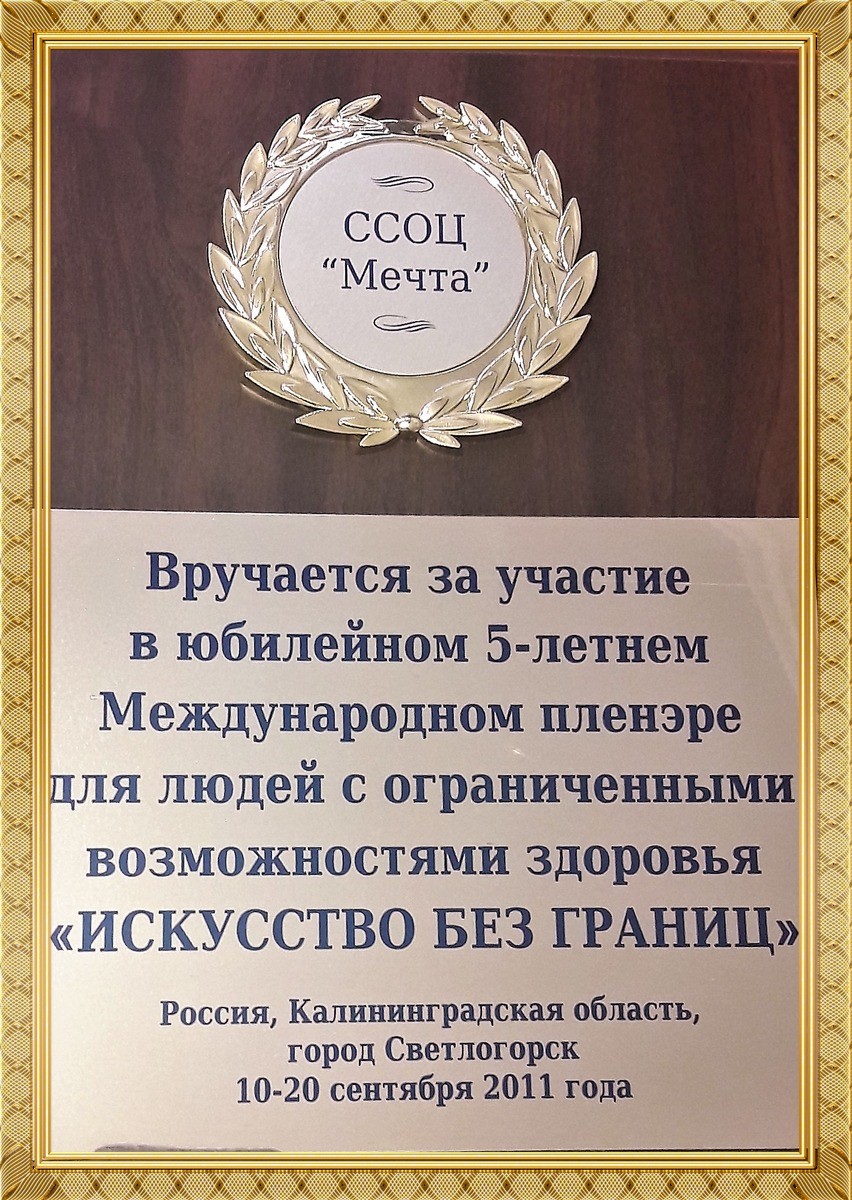 ССОЦ
“Мечта”
Вручается за участие
в юбилейном 5-летнем
Международном пленэре
для людей с ограниченными
возможностями здоровья
«ИСКУССТВО БЕЗ ГРАНИЦ»
Россия, Калининградская область,
город Светлогорск
10-20 сентября 2011 года